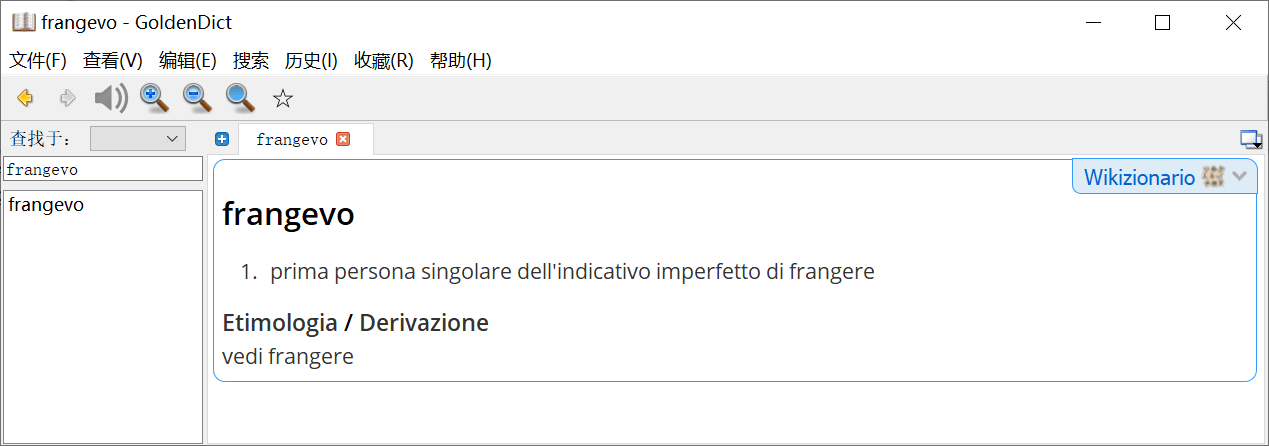 frangevo - GoldenDict
文件(F) 查看(V) 编辑(E) 搜索 历史(I) 收藏(R) 帮助(H)
查找于:
frangevo
frangevo
frangevo
Wikizionario
frangevo
1. prima persona singolare dell'indicativo imperfetto di frangere
Etimologia / Derivazione
vedi frangere